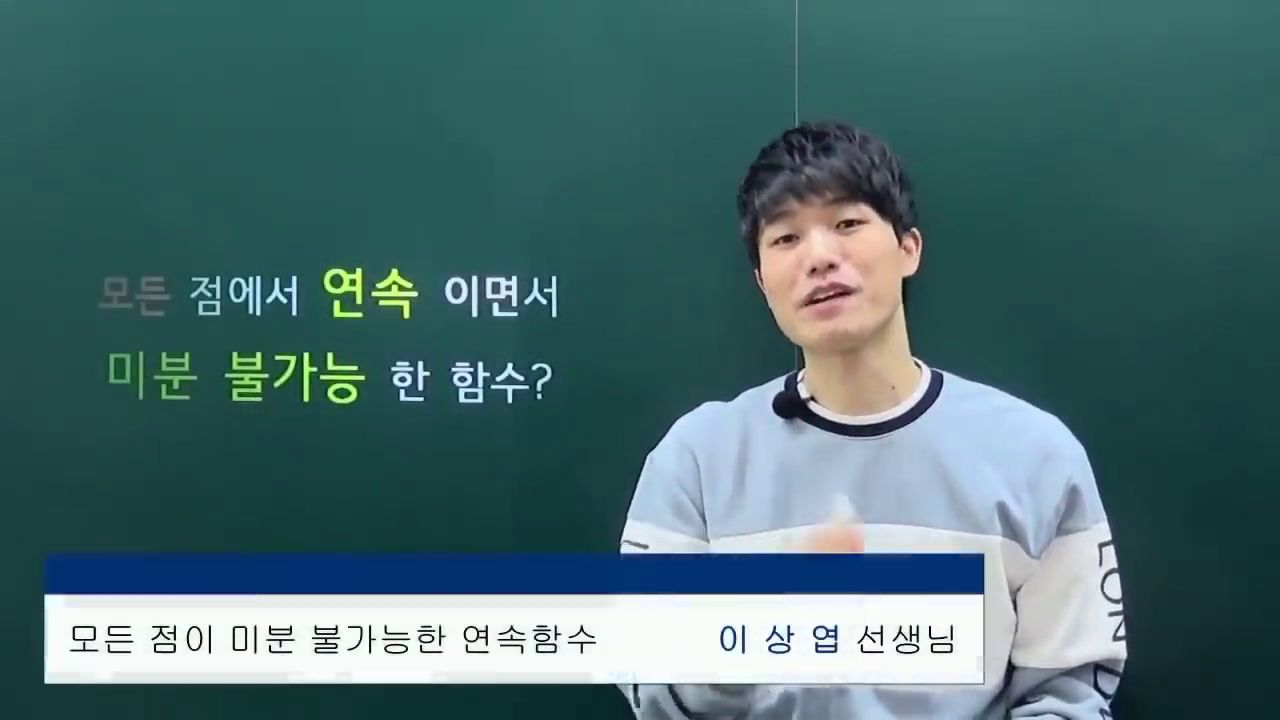 모든 점에서 연속 이면서
미분 불가능 한 함수?
모든 점이 미분 불가능한 연속함수
이 상 엽 선생님
LOND